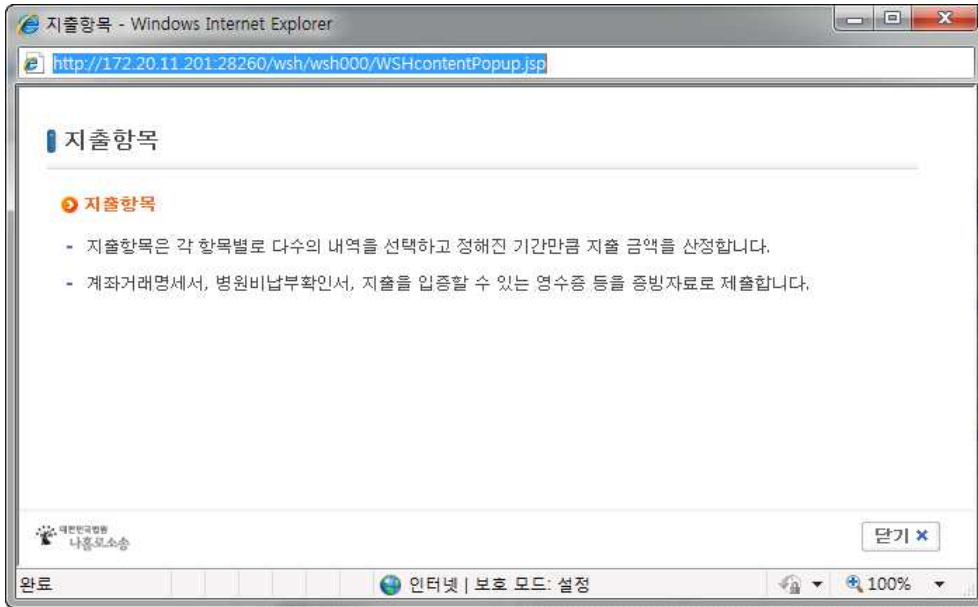 지출항목 - Windows Internet Explorer
http://172.20.11.201:28260/wsh/wsh000/WSHcontentPopup.jsp
지출항목
지출항목
- 지출항목은 각 항목별로 다수의 내역을 선택하고 정해진 기간만큼 지출 금액을 산정합니다.
- 계좌거래명세서, 병원비납부확인서, 지출을 입증할 수 있는 영수증 등을 증빙자료로 제출합니다.
대한민국법원
나홀로소송
닫기
완료
인터넷 | 보호 모드: 설정
100%